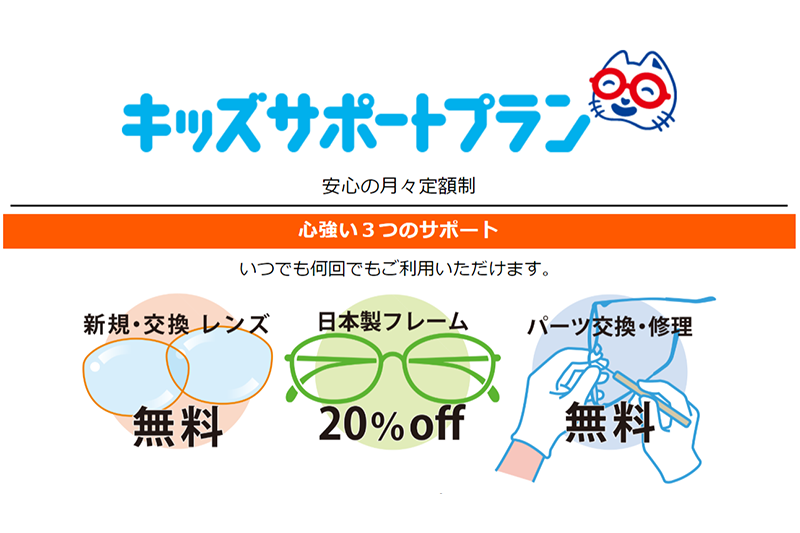 キッズサポートプラン
安心の月々定額制
心強い３つのサポート
いつでも何回でもご利用いただけます。
新規・交換 レンズ
無料
日本製フレーム
20%off
パーツ交換・修理
無料